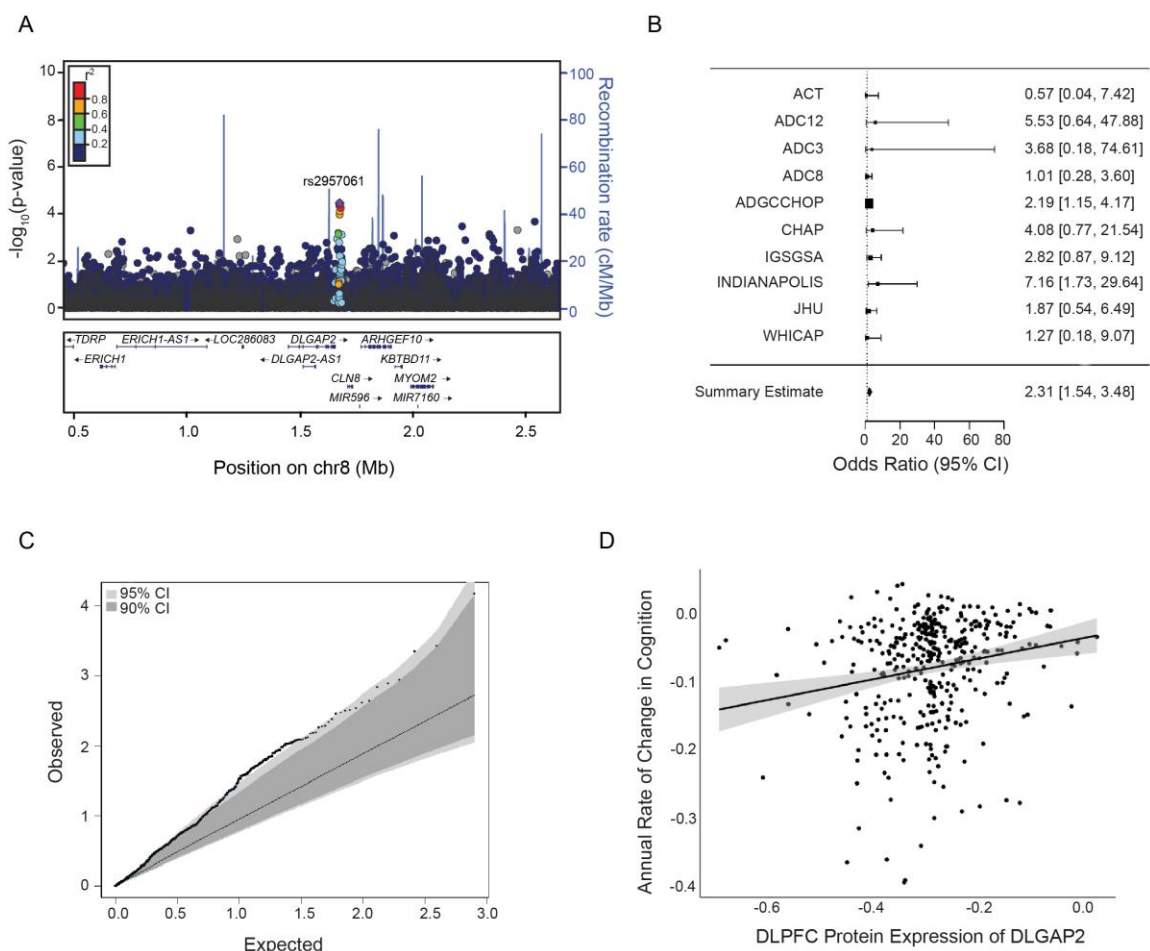 A
-log10(p-value)
10
8
6
4
2
0
r2
0.8
0.6
0.4
0.2
rs2957061
100
80
60
40
20
0
Recombination rate (cM/Mb)
←TDRP ERICH1-AS1→ ←LOC286083 DLGAP2→ ARHGEF10→
←ERICH1 ←DLGAP2-AS1 KBTBD11→
CLN8→ MYOM2→
MIR596→ MIR7160→
0.5 1.0 1.5 2.0 2.5
Position on chr8 (Mb)
B
ACT 0.57 [0.04, 7.42]
ADC12 5.53 [0.64, 47.88]
ADC3 3.68 [0.18, 74.61]
ADC8 1.01 [0.28, 3.60]
ADGCCHOP 2.19 [1.15, 4.17]
CHAP 4.08 [0.77, 21.54]
IGSGSA 2.82 [0.87, 9.12]
INDIANAPOLIS 7.16 [1.73, 29.64]
JHU 1.87 [0.54, 6.49]
WHICAP 1.27 [0.18, 9.07]
Summary Estimate 2.31 [1.54, 3.48]
0 20 40 60 80
Odds Ratio (95% CI)
C
95% CI
90% CI
Observed
4
3
2
1
0
0.0 0.5 1.0 1.5 2.0 2.5 3.0
Expected
D
Annual Rate of Change in Cognition
0.0
-0.1
-0.2
-0.3
-0.4
-0.6 -0.4 -0.2 0.0
DLPFC Protein Expression of DLGAP2